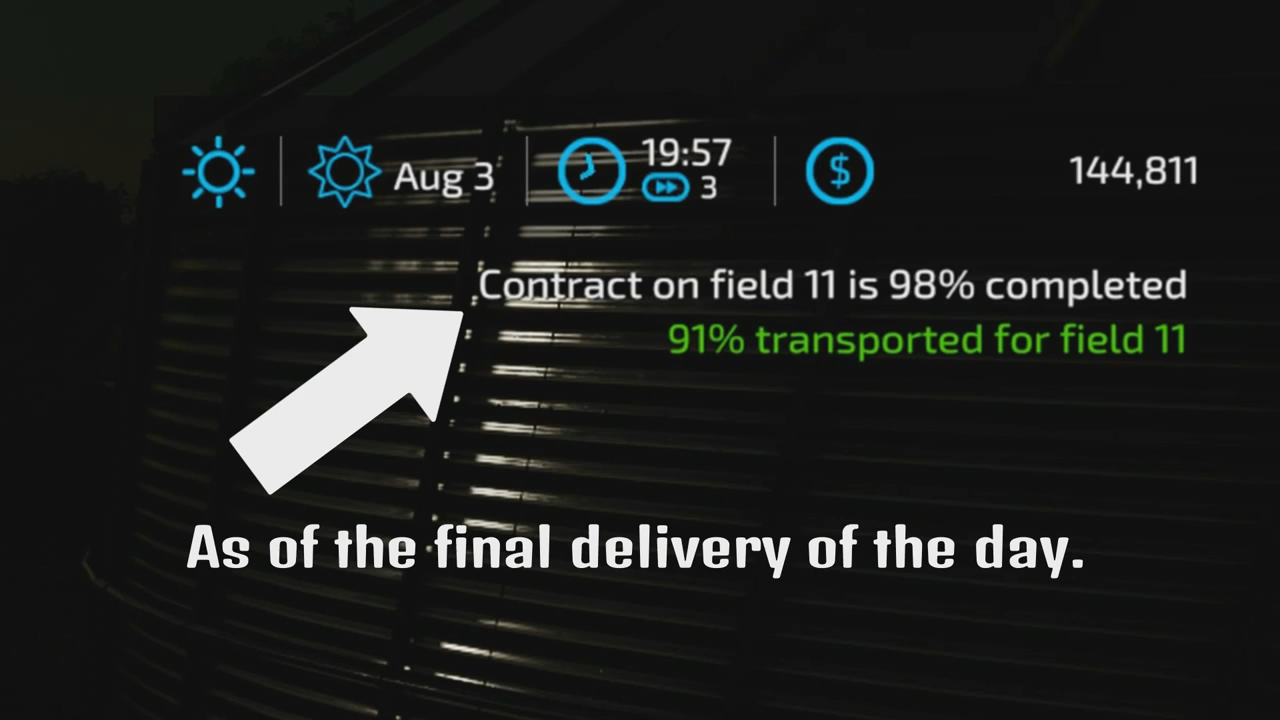 Aug 3
19:57
3
$
144,811
Contract on field 11 is 98% completed
91% transported for field 11
As of the final delivery of the day.